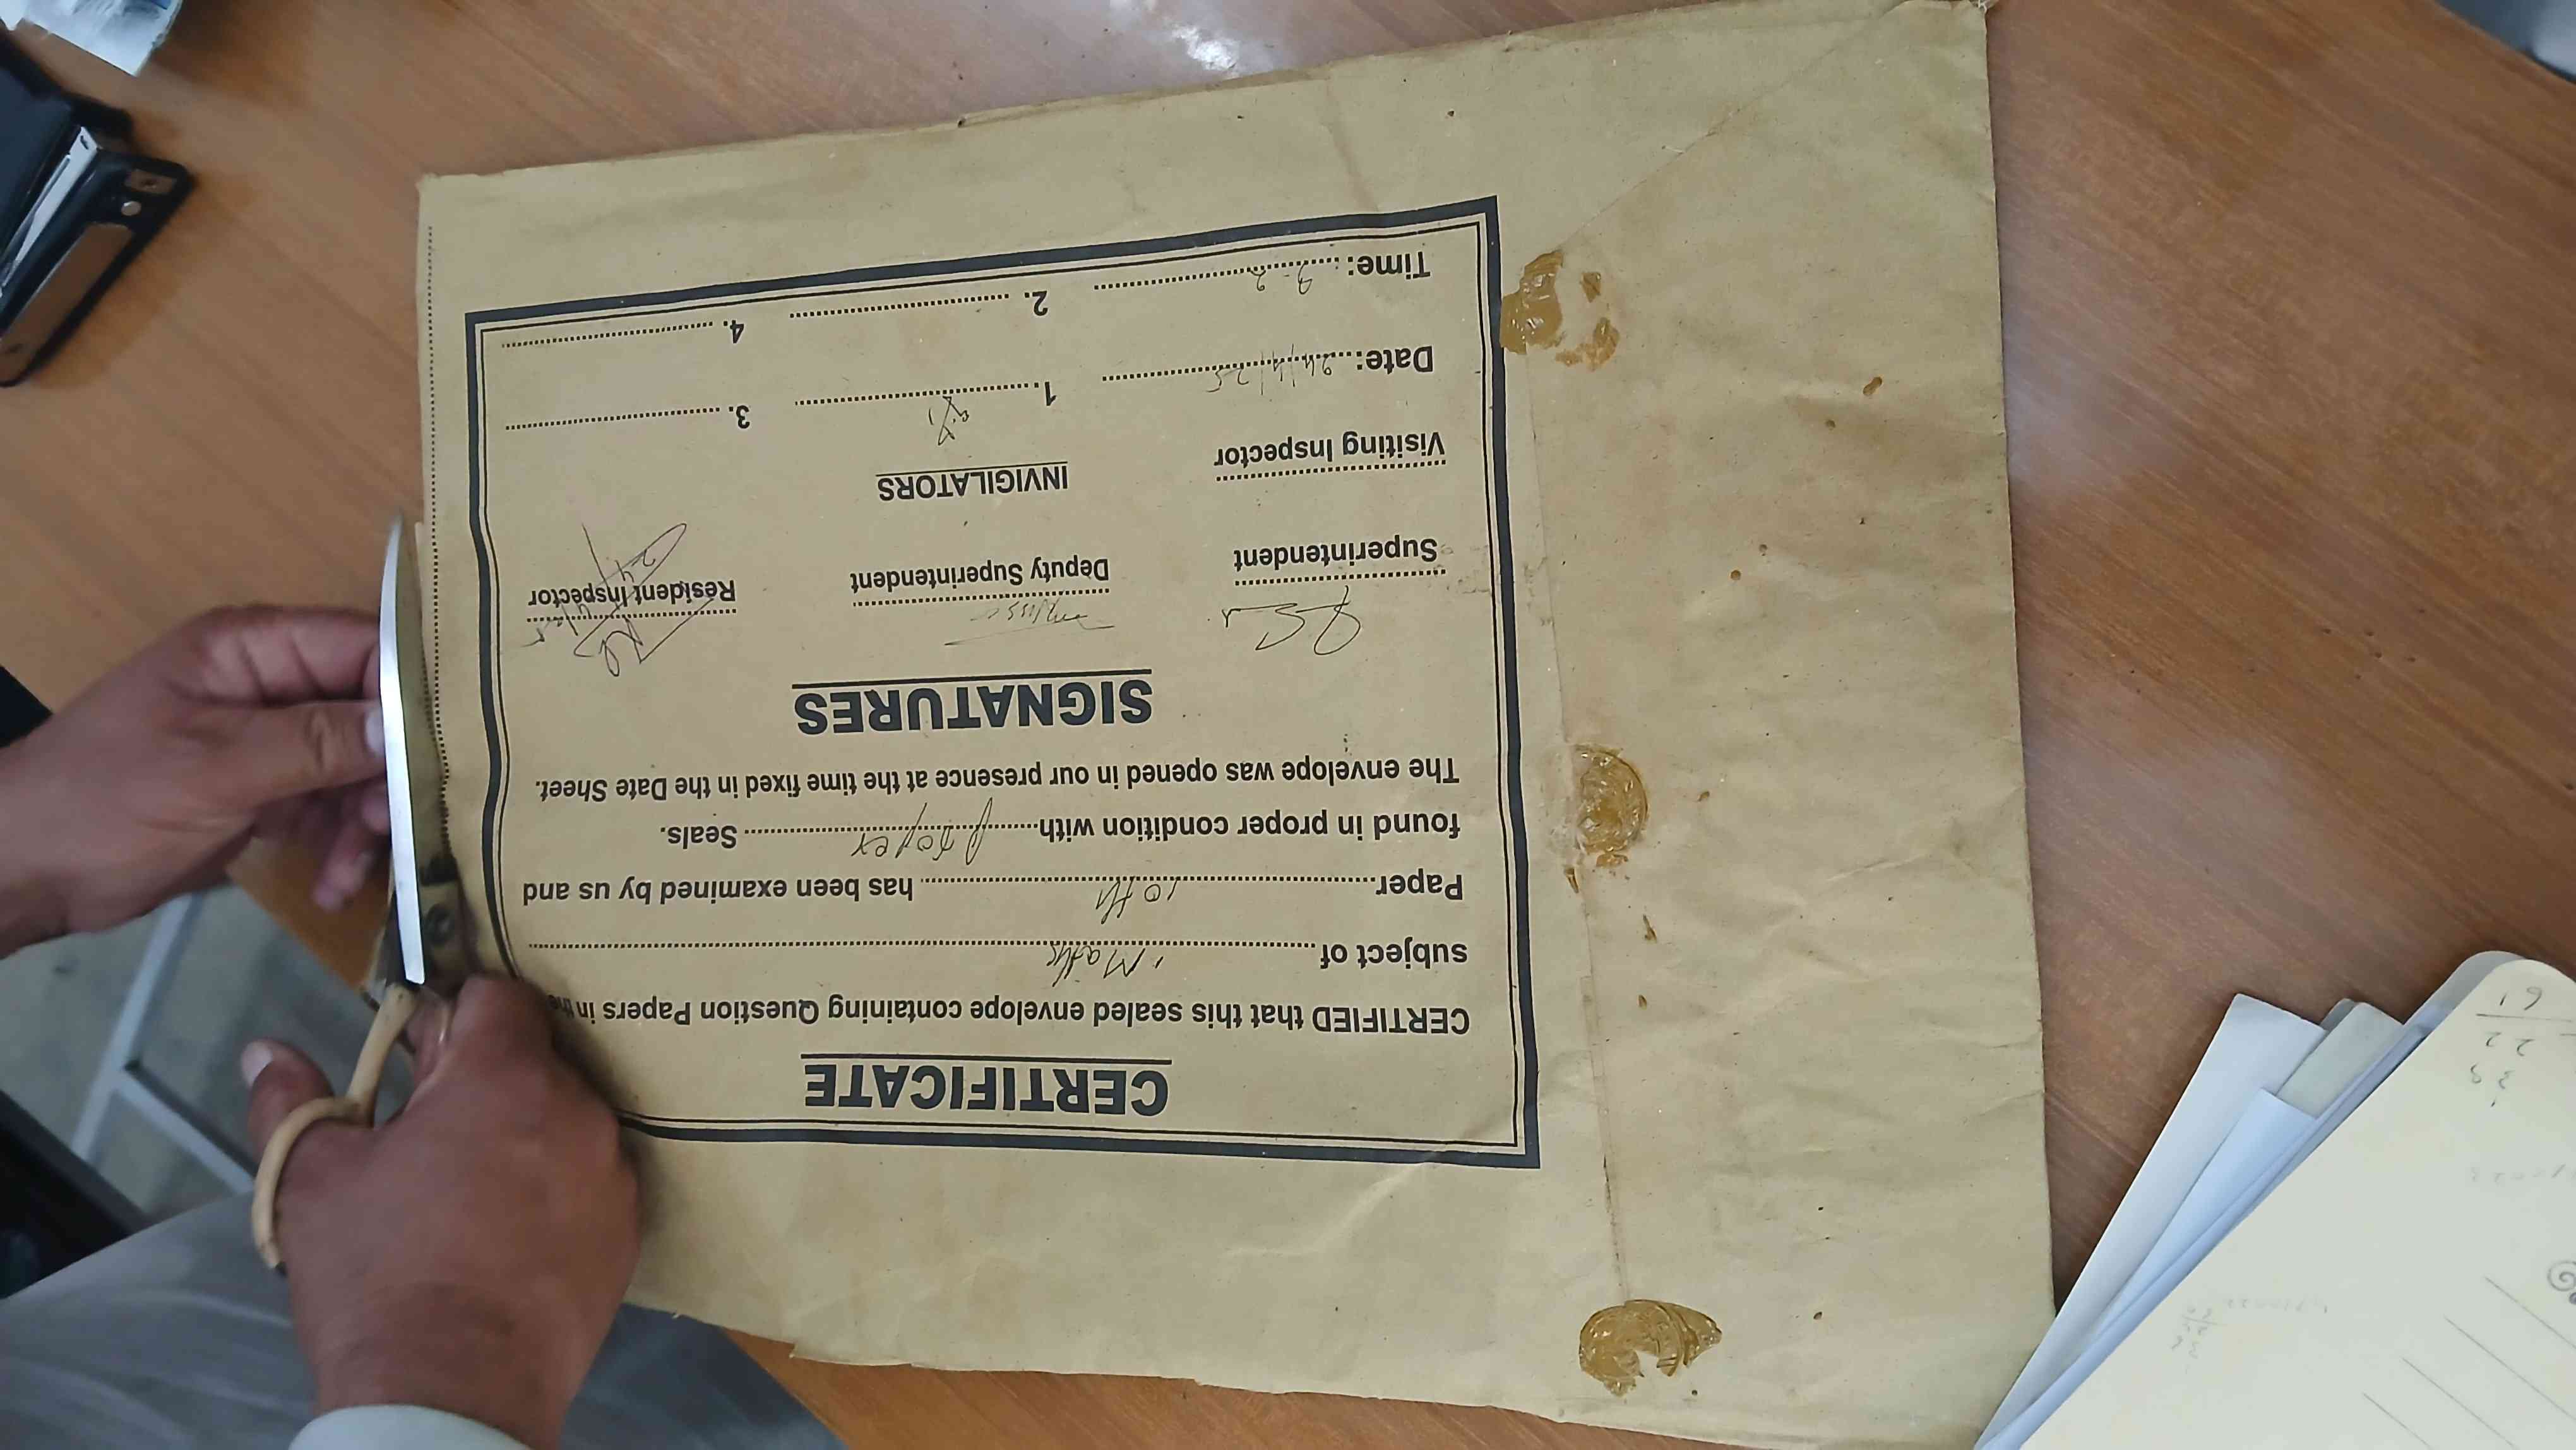 CERTIFICATE
CERTIFIED that this sealed envelope containing Question Papers in the
subject of Maths
Paper 10th has been examined by us and
found in proper condition with proper Seals.
The envelope was opened in our presence at the time fixed in the Date Sheet.
SIGNATURES
Superintendent Deputy Superintendent Resident Inspector
Visiting Inspector INVIGILATORS
Date: 24/4/25 1. 3.
Time: 2. 4.